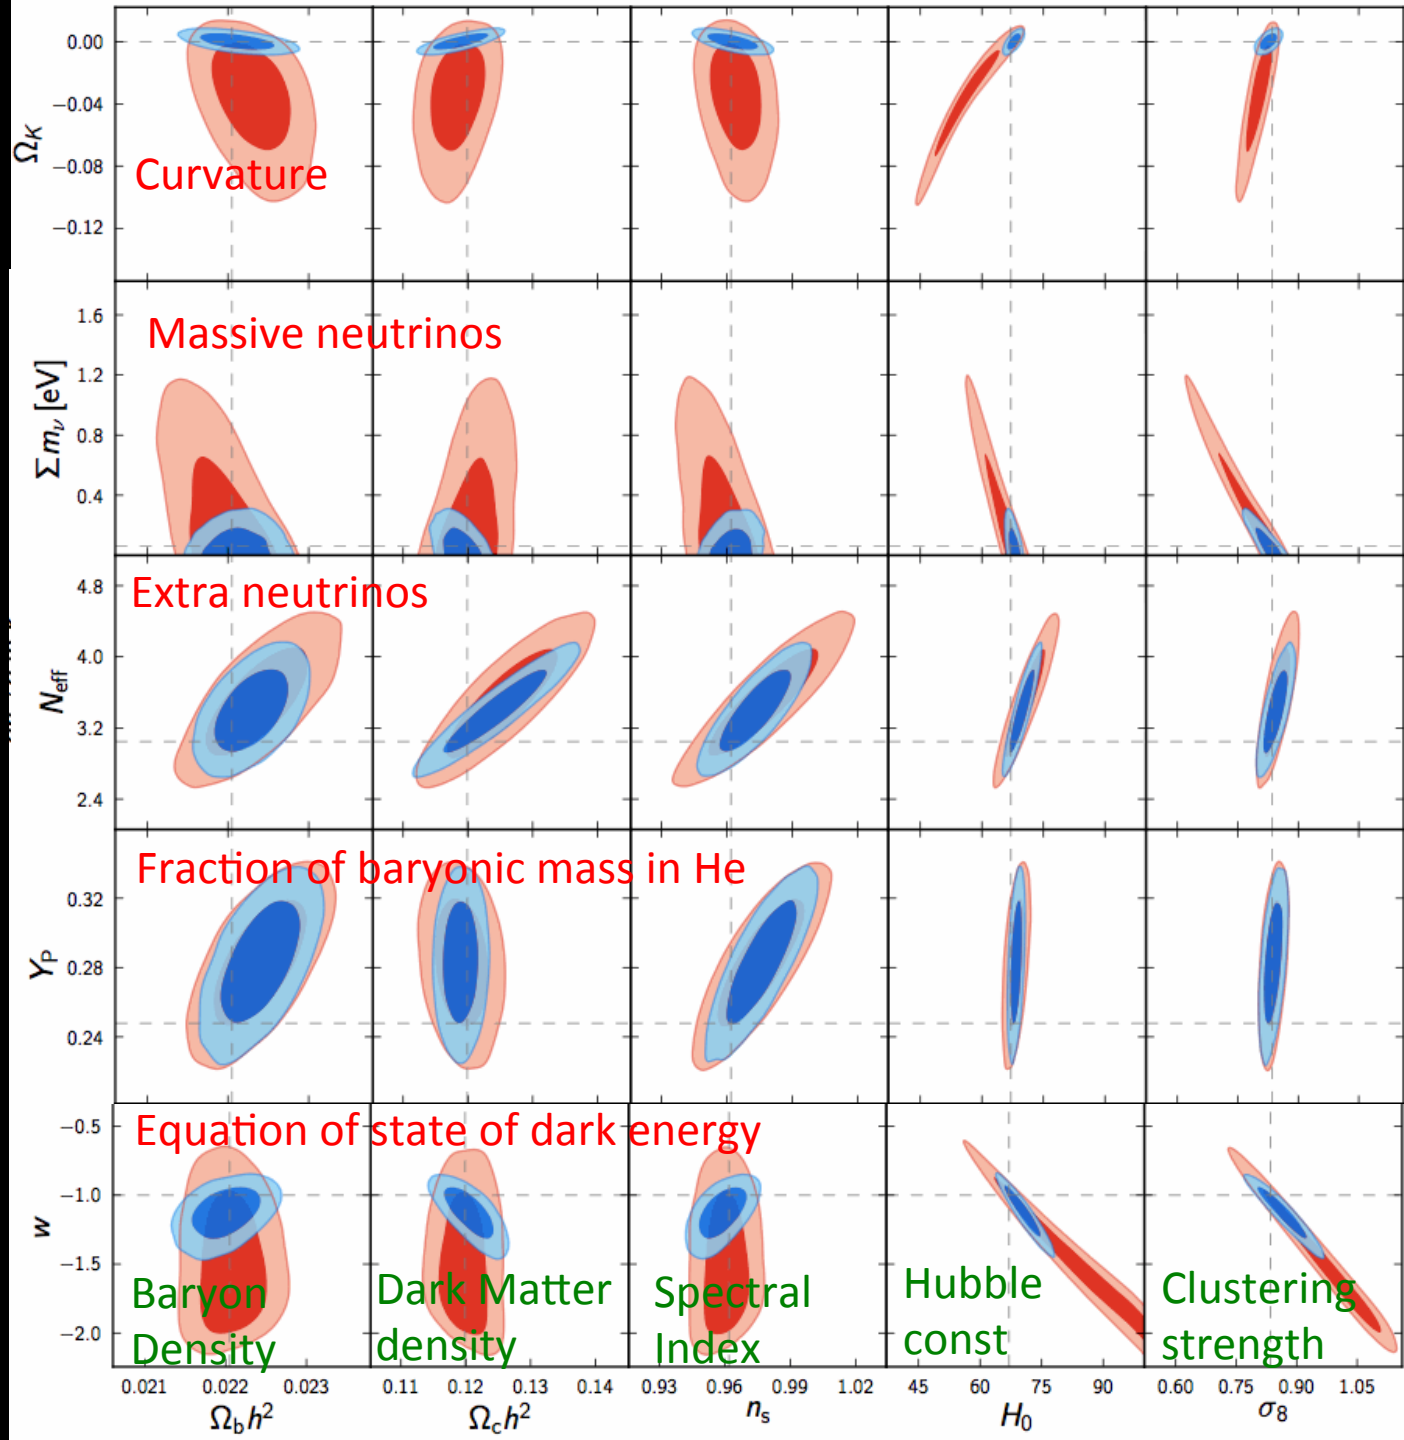 0.00
−0.04
−0.08
−0.12
Ω_K
Curvature
1.6
1.2
0.8
0.4
Σm_ν [eV]
Massive neutrinos
4.8
4.0
3.2
2.4
N_eff
Extra neutrinos
0.32
0.28
0.24
Y_P
Fraction of baryonic mass in He
−0.5
−1.0
−1.5
−2.0
w
Equation of state of dark energy
Baryon
Density
Dark Matter
density
Spectral
Index
Hubble
const
Clustering
strength
0.021 0.022 0.023
0.11 0.12 0.13 0.14
0.93 0.96 0.99 1.02
45 60 75 90
0.60 0.75 0.90 1.05
Ω_b h²
Ω_c h²
n_s
H_0
σ_8